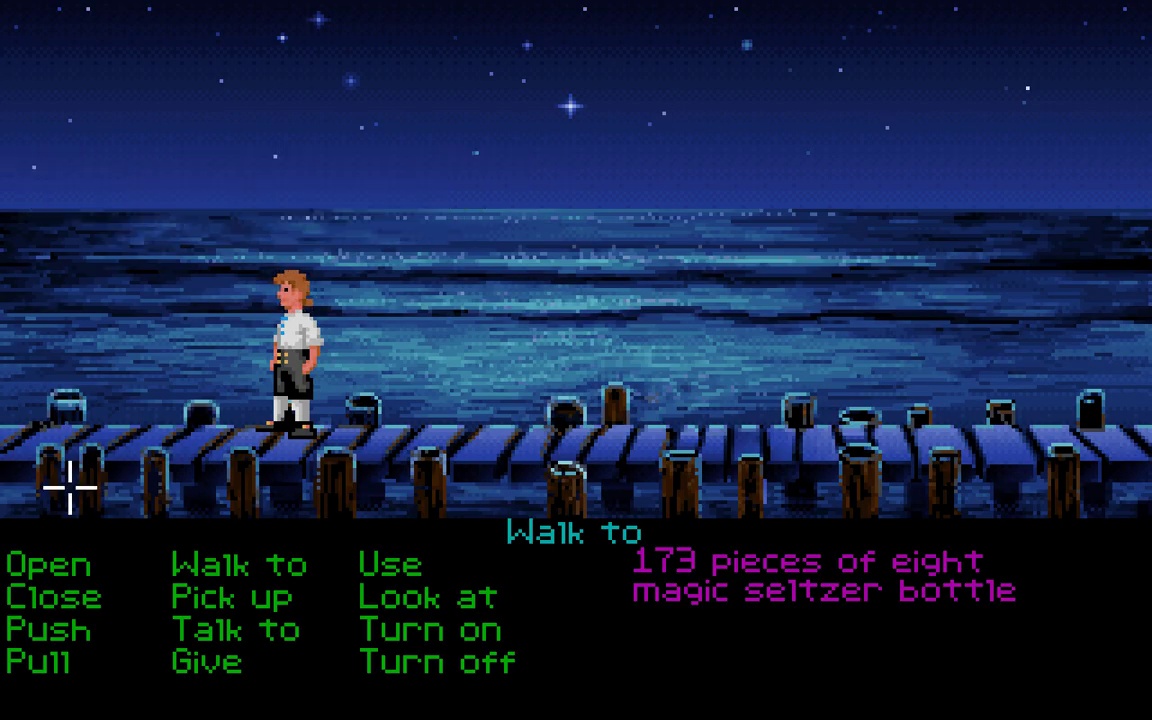 Walk to
Open Walk to Use 173 pieces of eight
Close Pick up Look at magic seltzer bottle
Push Talk to Turn on
Pull Give Turn off